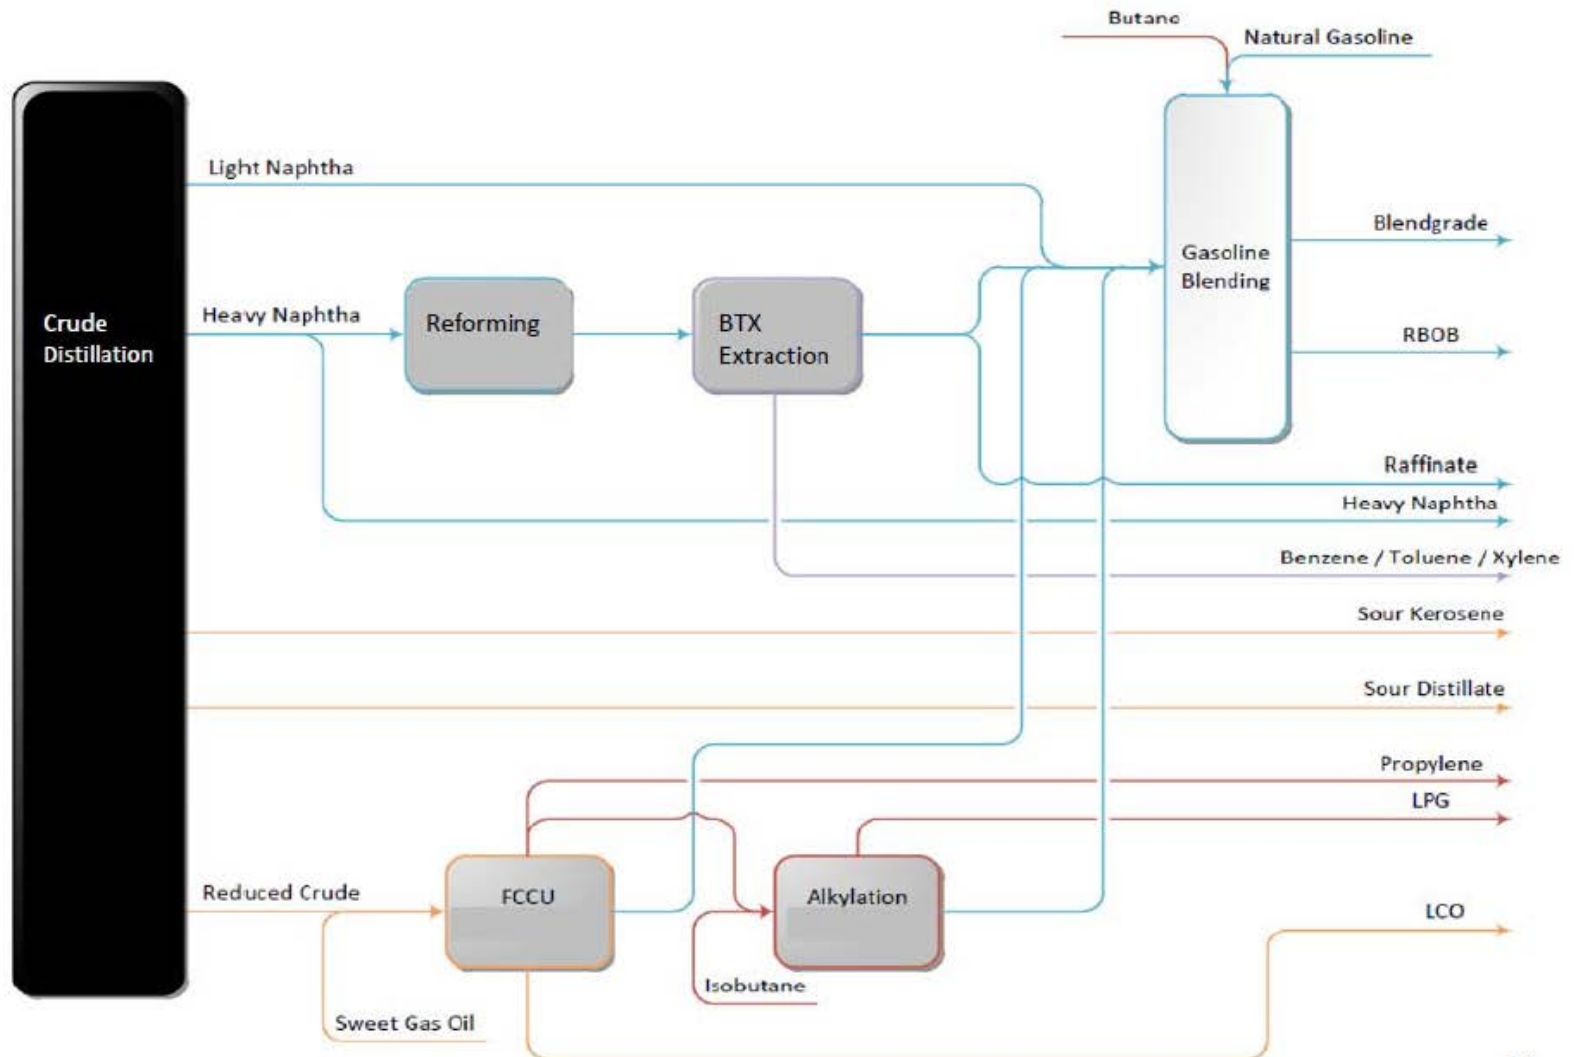 Butane
Natural Gasoline
Light Naphtha
Blendgrade
Gasoline
Blending
Heavy Naphtha
Reforming
BTX
Extraction
Crude
Distillation
RBOB
Raffinate
Heavy Naphtha
Benzene / Toluene / Xylene
Sour Kerosene
Sour Distillate
Propylene
LPG
Reduced Crude
FCCU
Alkylation
LCO
Isobutane
Sweet Gas Oil